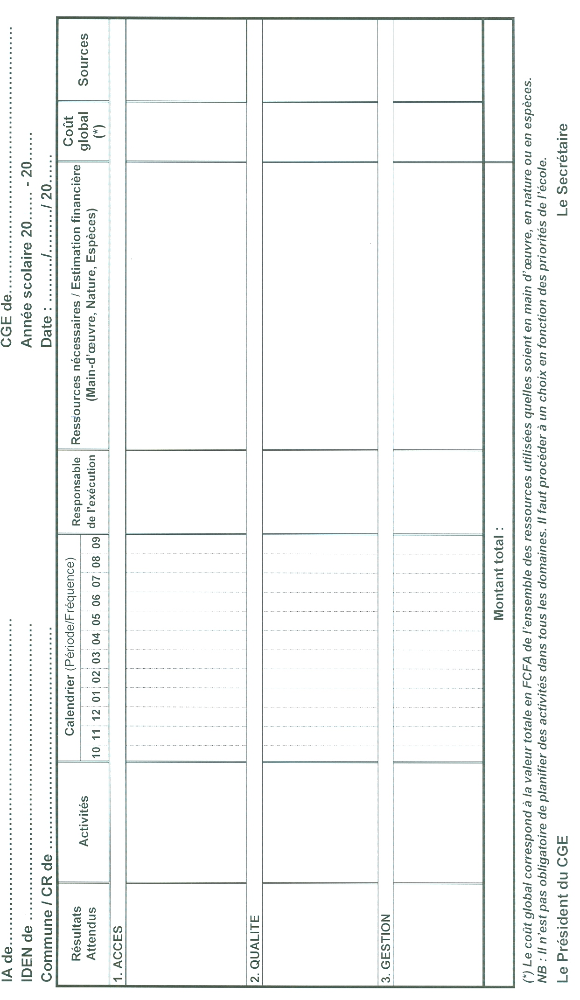 IA de........................................................................
IDEN de ........................................................................
Commune / CR de ..................................................
CGE de............................................................
Année scolaire 20...... - 20......
Date : ........./........./ 20......
Résultats Attendus
Activités
Calendrier (Période/Fréquence)
10 11 12 01 02 03 04 05 06 07 08 09
Responsable de l'exécution
Ressources nécessaires / Estimation financière
(Main-d'œuvre, Nature, Espèces)
Coût global (*)
Sources
1. ACCES
2. QUALITE
3. GESTION
Montant total :
(*) Le coût global correspond à la valeur totale en FCFA de l'ensemble des ressources utilisées quelles soient en main d'œuvre, en nature ou en espèces.
NB : Il n'est pas obligatoire de planifier des activités dans tous les domaines. Il faut procéder à un choix en fonction des priorités de l'école.
Le Président du CGE
Le Secrétaire